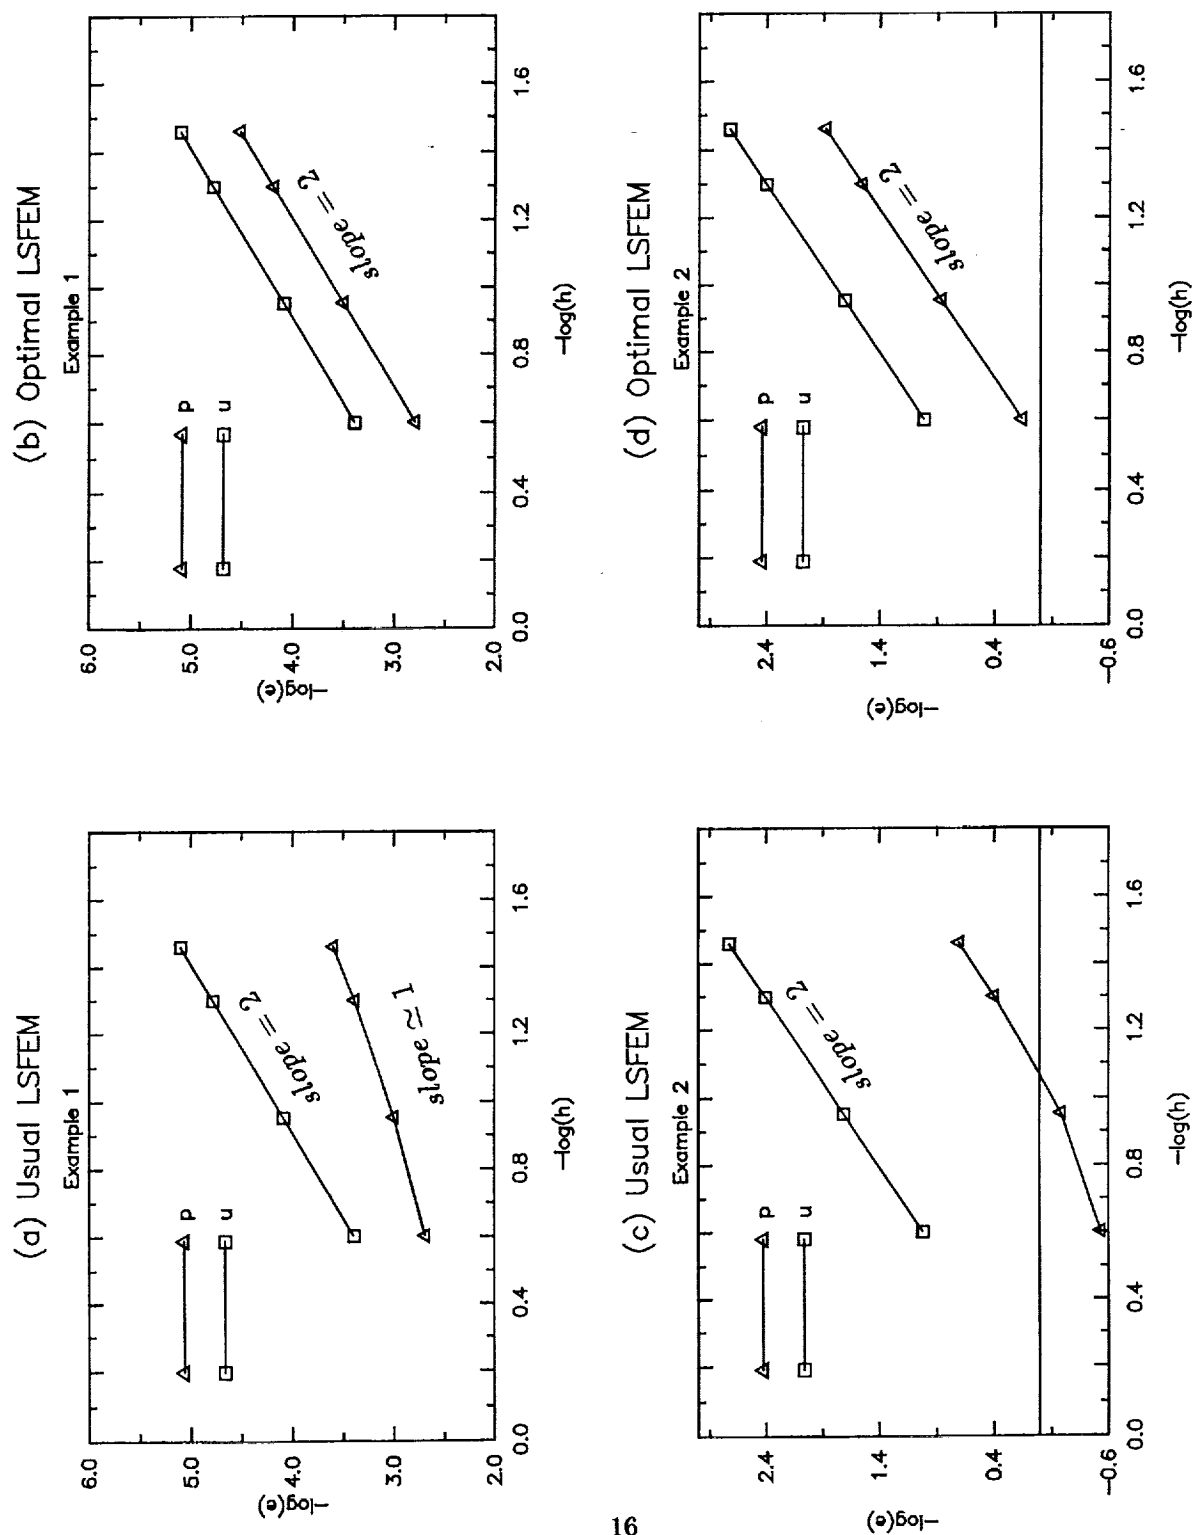 (a) Usual LSFEM
Example 1
p
u
slope = 2
slope ≃ 1
−log(e)
6.0
5.0
4.0
3.0
2.0
0.0
0.4
0.8
1.2
1.6
−log(h)
(b) Optimal LSFEM
Example 1
p
u
slope = 2
−log(e)
6.0
5.0
4.0
3.0
2.0
0.0
0.4
0.8
1.2
1.6
−log(h)
(c) Usual LSFEM
Example 2
p
u
slope = 2
−log(e)
2.4
1.4
0.4
−0.6
0.0
0.4
0.8
1.2
1.6
−log(h)
(d) Optimal LSFEM
Example 2
p
u
slope = 2
−log(e)
2.4
1.4
0.4
−0.6
0.0
0.4
0.8
1.2
1.6
−log(h)
16